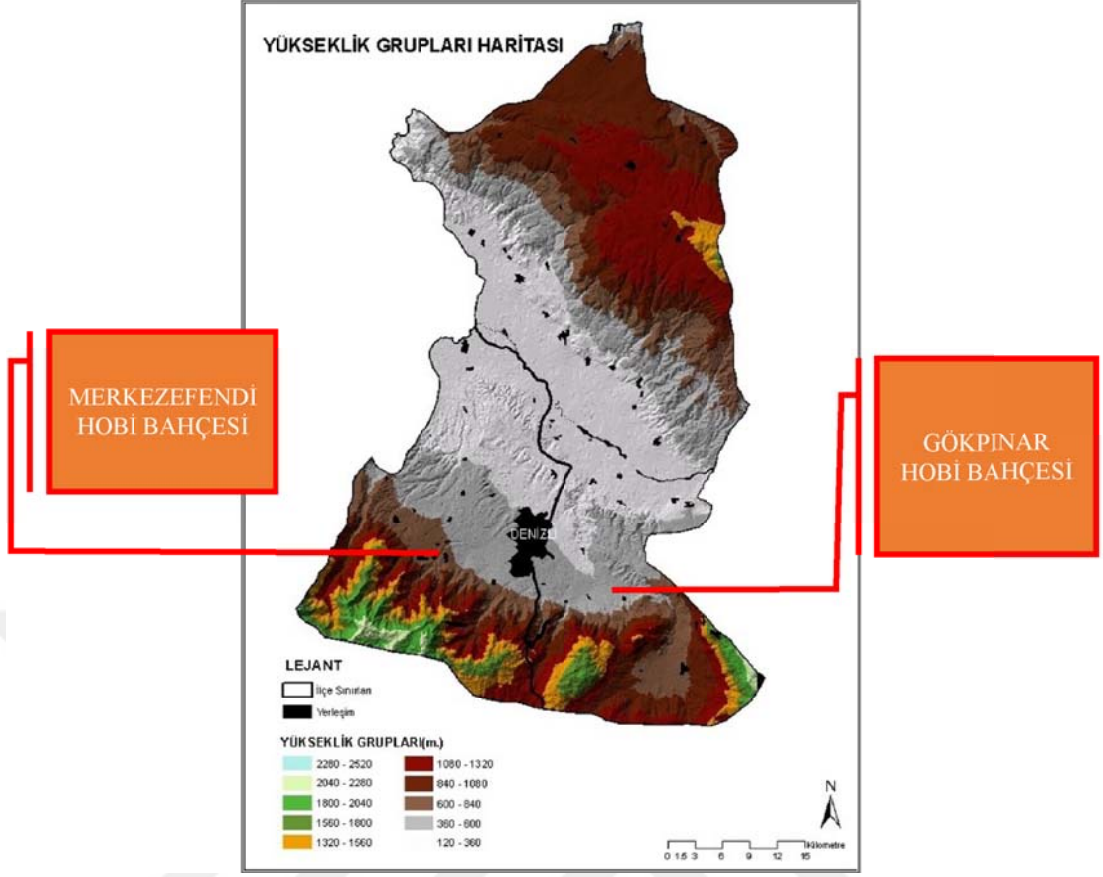 YÜKSEKLİK GRUPLARI HARİTASI
MERKEZEFENDİ
HOBİ BAHÇESİ
GÖKPINAR
HOBİ BAHÇESİ
DENİZLİ
LEJANT
İlçe Sınırları
Yerleşim
YÜKSEKLİK GRUPLARI(m.)
2280 - 2520
2040 - 2280
1800 - 2040
1560 - 1800
1320 - 1560
1080 - 1320
840 - 1080
600 - 840
360 - 600
120 - 360
N
0 1,5 3 6 9 12 15 Kilometre